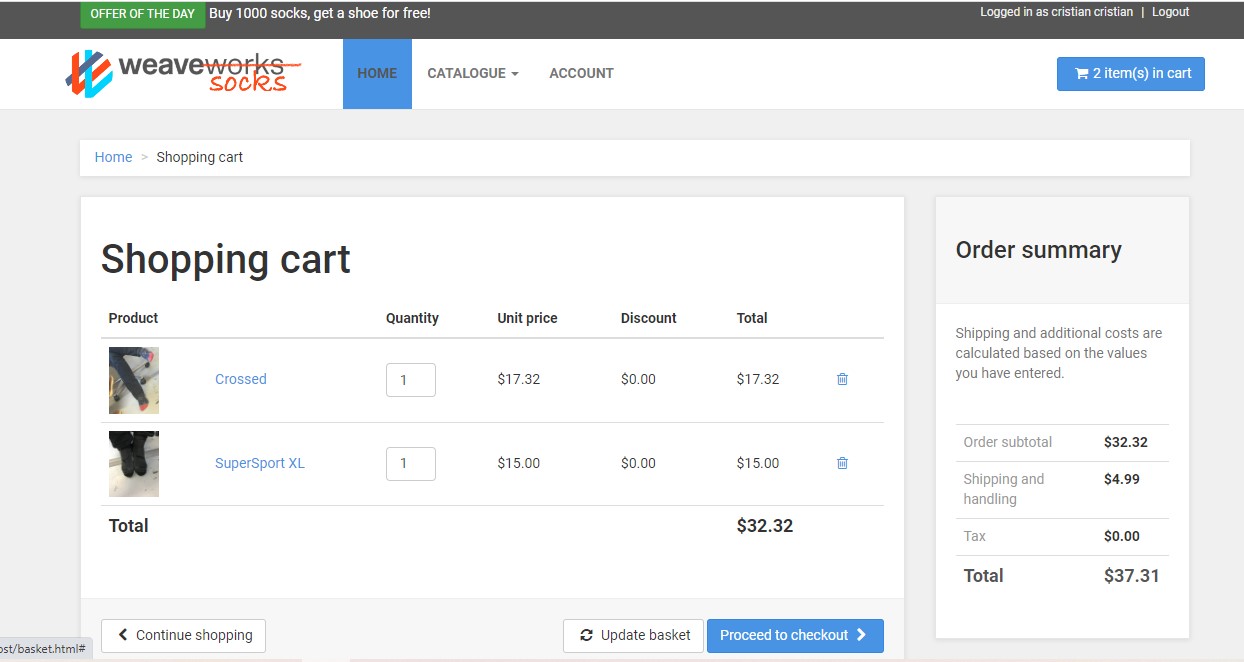 OFFER OF THE DAY Buy 1000 socks, get a shoe for free! Logged in as cristian cristian | Logout
weaveworks
socks
HOME CATALOGUE ACCOUNT 2 item(s) in cart
Home > Shopping cart
Shopping cart
Product Quantity Unit price Discount Total
Crossed 1 $17.32 $0.00 $17.32
SuperSport XL 1 $15.00 $0.00 $15.00
Total $32.32
Continue shopping Update basket Proceed to checkout
Order summary
Shipping and additional costs are
calculated based on the values
you have entered.
Order subtotal $32.32
Shipping and
handling $4.99
Tax $0.00
Total $37.31
ost/basket.html#